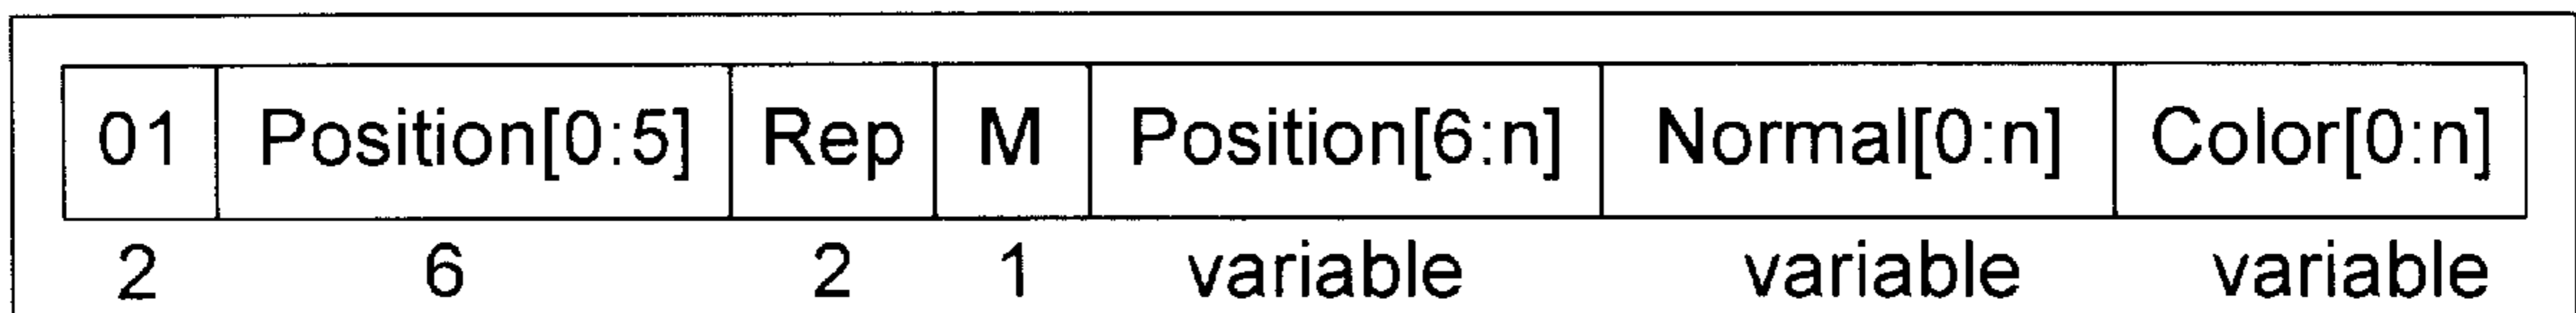 01 Position[0:5] Rep M Position[6:n] Normal[0:n] Color[0:n]
2 6 2 1 variable variable variable